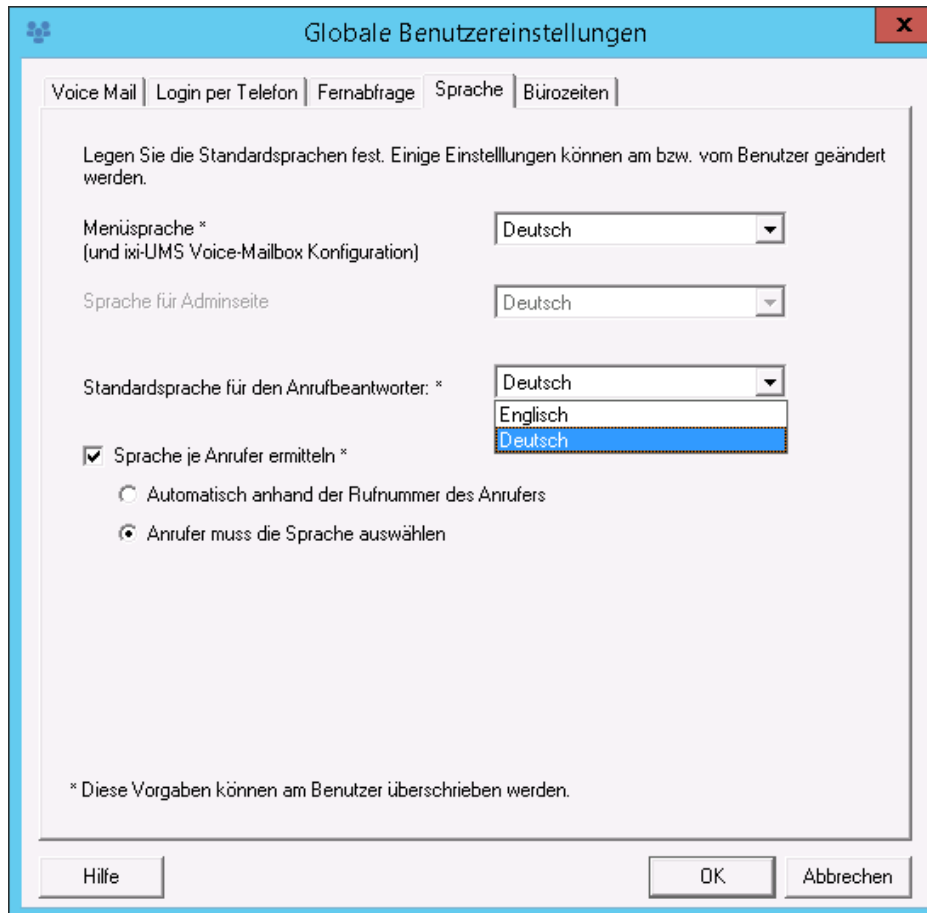 Globale Benutzereinstellungen
x
Voice Mail Login per Telefon Fernabfrage Sprache Bürozeiten
Legen Sie die Standardsprachen fest. Einige Einstelllungen können am bzw. vom Benutzer geändert
werden.
Menüsprache * Deutsch
(und ixi-UMS Voice-Mailbox Konfiguration)
Sprache für Adminseite Deutsch
Standardsprache für den Anrufbeantworter: * Deutsch
Englisch
Deutsch
Sprache je Anrufer ermitteln *
Automatisch anhand der Rufnummer des Anrufers
Anrufer muss die Sprache auswählen
* Diese Vorgaben können am Benutzer überschrieben werden.
Hilfe OK Abbrechen